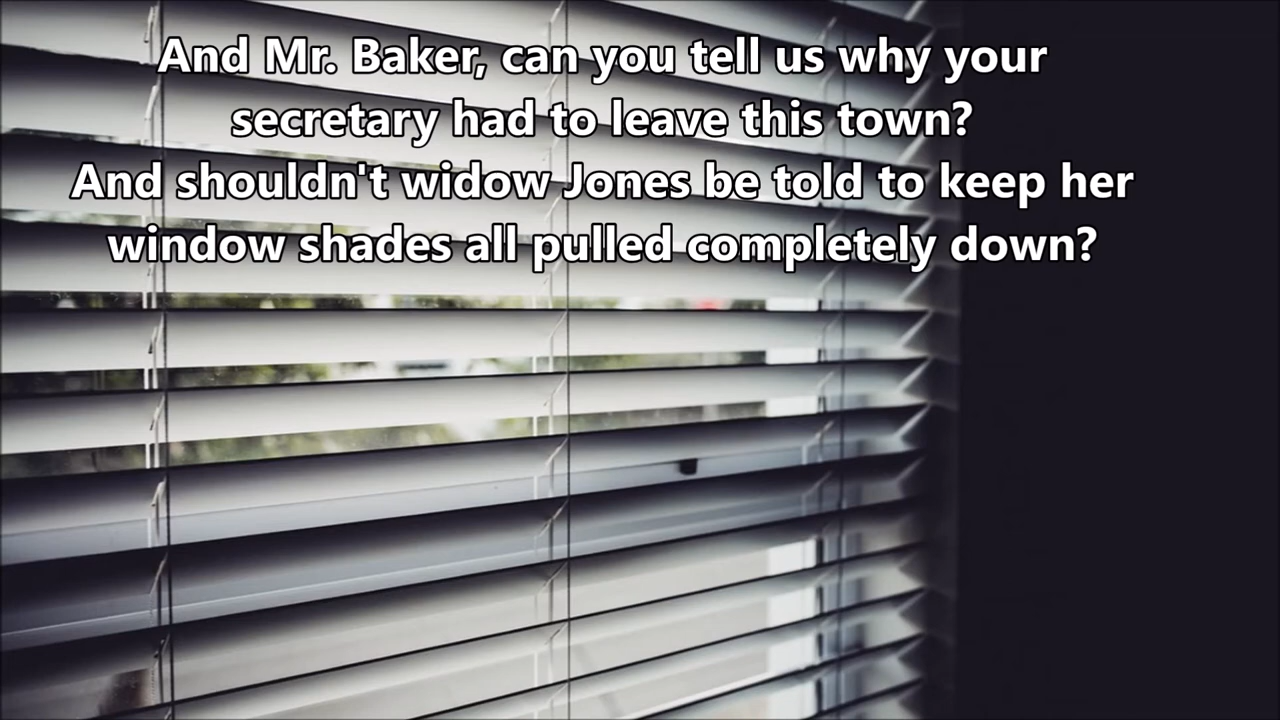 And Mr. Baker, can you tell us why your
secretary had to leave this town?
And shouldn't widow Jones be told to keep her
window shades all pulled completely down?